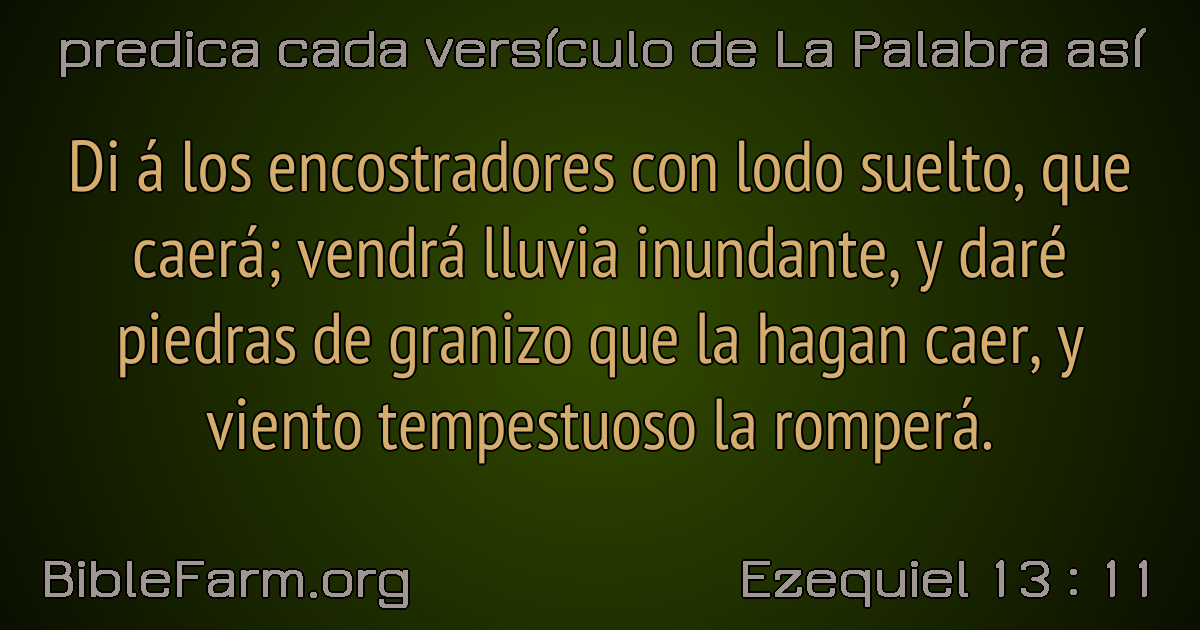 predica cada versículo de La Palabra así
Di á los encostradores con lodo suelto, que
caerá; vendrá lluvia inundante, y daré
piedras de granizo que la hagan caer, y
viento tempestuoso la romperá.
BibleFarm.org
Ezequiel 13 : 11